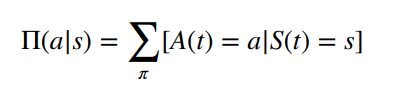 Π(a|s) = ∑[A(t) = a|S(t) = s]
π